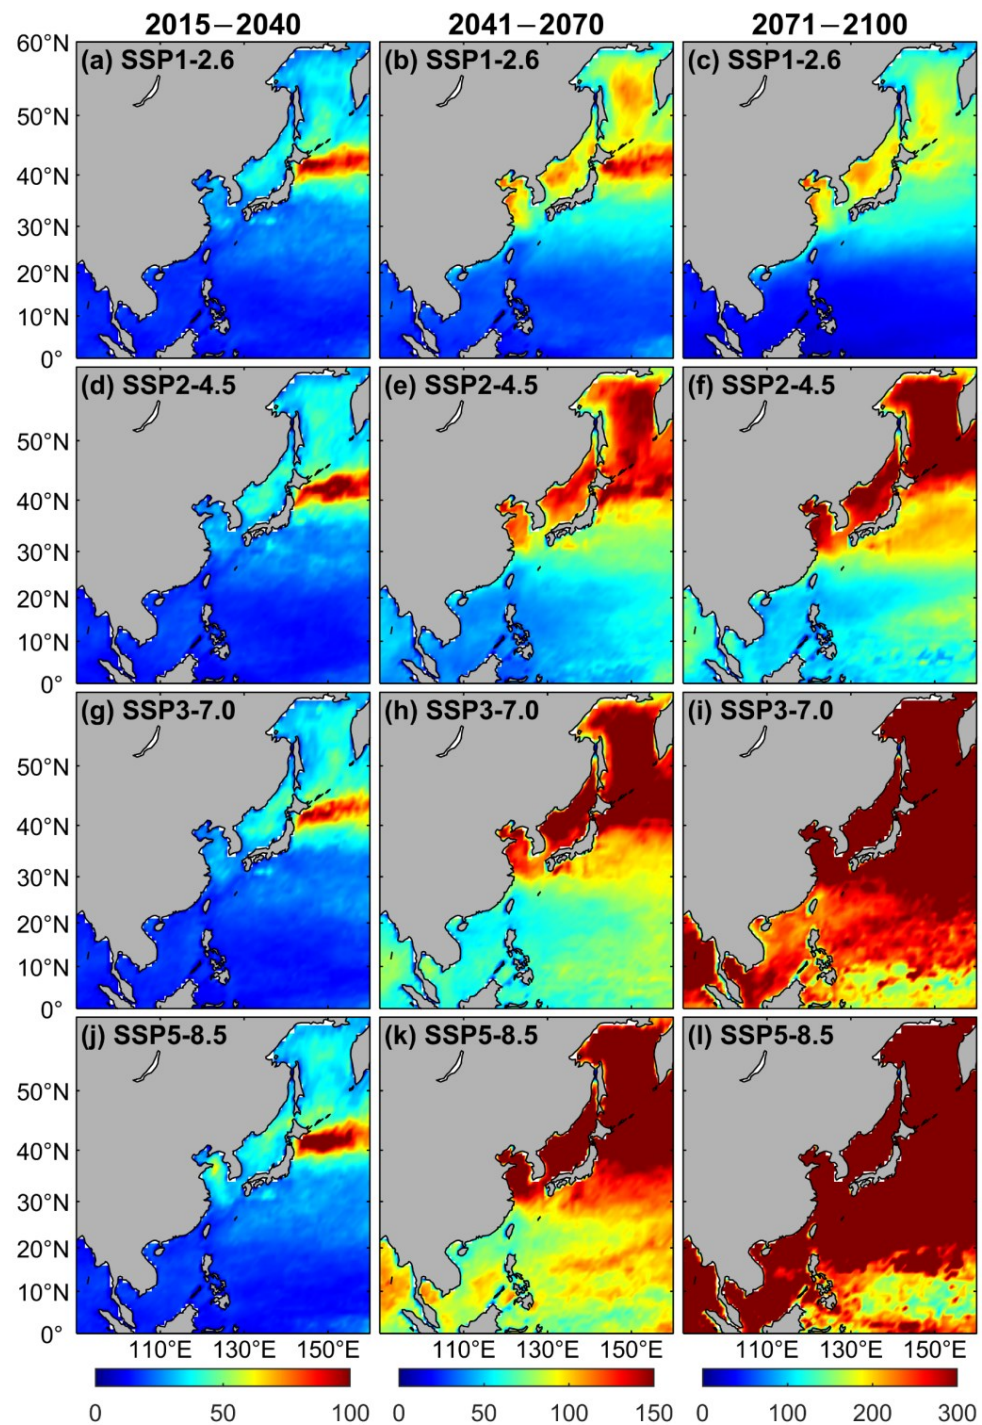 2015−2040 2041−2070 2071−2100
60°N (a) SSP1-2.6 (b) SSP1-2.6 (c) SSP1-2.6
50°N
40°N
30°N
20°N
10°N
0°
(d) SSP2-4.5 (e) SSP2-4.5 (f) SSP2-4.5
50°N
40°N
30°N
20°N
10°N
0°
(g) SSP3-7.0 (h) SSP3-7.0 (i) SSP3-7.0
50°N
40°N
30°N
20°N
10°N
0°
(j) SSP5-8.5 (k) SSP5-8.5 (l) SSP5-8.5
50°N
40°N
30°N
20°N
10°N
0°
110°E 130°E 150°E 110°E 130°E 150°E 110°E 130°E 150°E
0 50 100 0 50 100 150 0 100 200 300